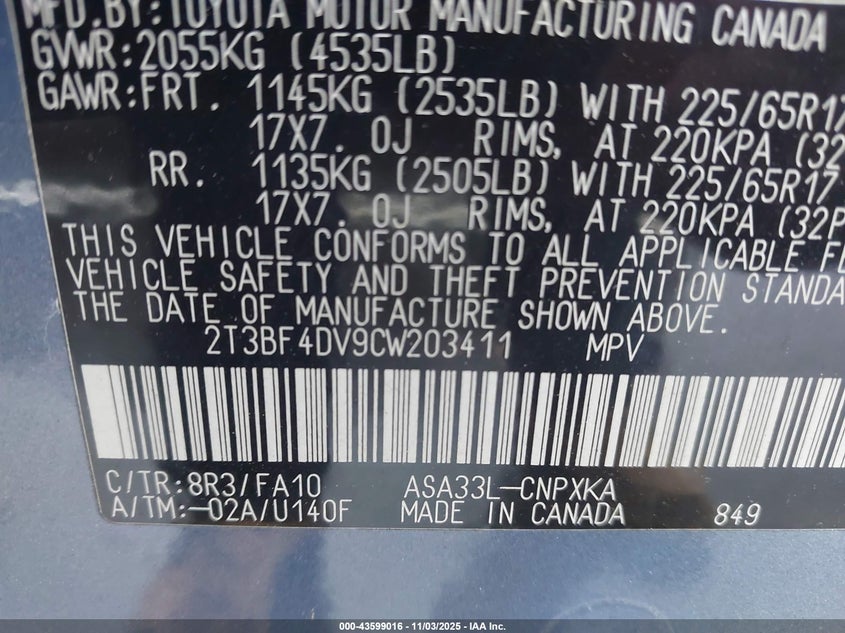 MFD.BY:TOYOTA MOTOR MANUFACTURING CANADA
GVWR:2055KG (4535LB)
GAWR:FRT. 1145KG (2535LB) WITH 225/65R17
17X7. 0J RIMS, AT 220KPA (32
RR. 1135KG (2505LB) WITH 225/65R17
17X7. 0J RIMS, AT 220KPA (32P
THIS VEHICLE CONFORMS TO ALL APPLICABLE FE
VEHICLE SAFETY AND THEFT PREVENTION STANDA
THE DATE OF MANUFACTURE SHOWN ABOVE.
2T3BF4DV9CW203411 MPV
C/TR:8R3/FA10 ASA33L-CNPXKA
A/TM:-02A/U140F MADE IN CANADA 849
000-43599016 - 11/03/2025 - IAA Inc.